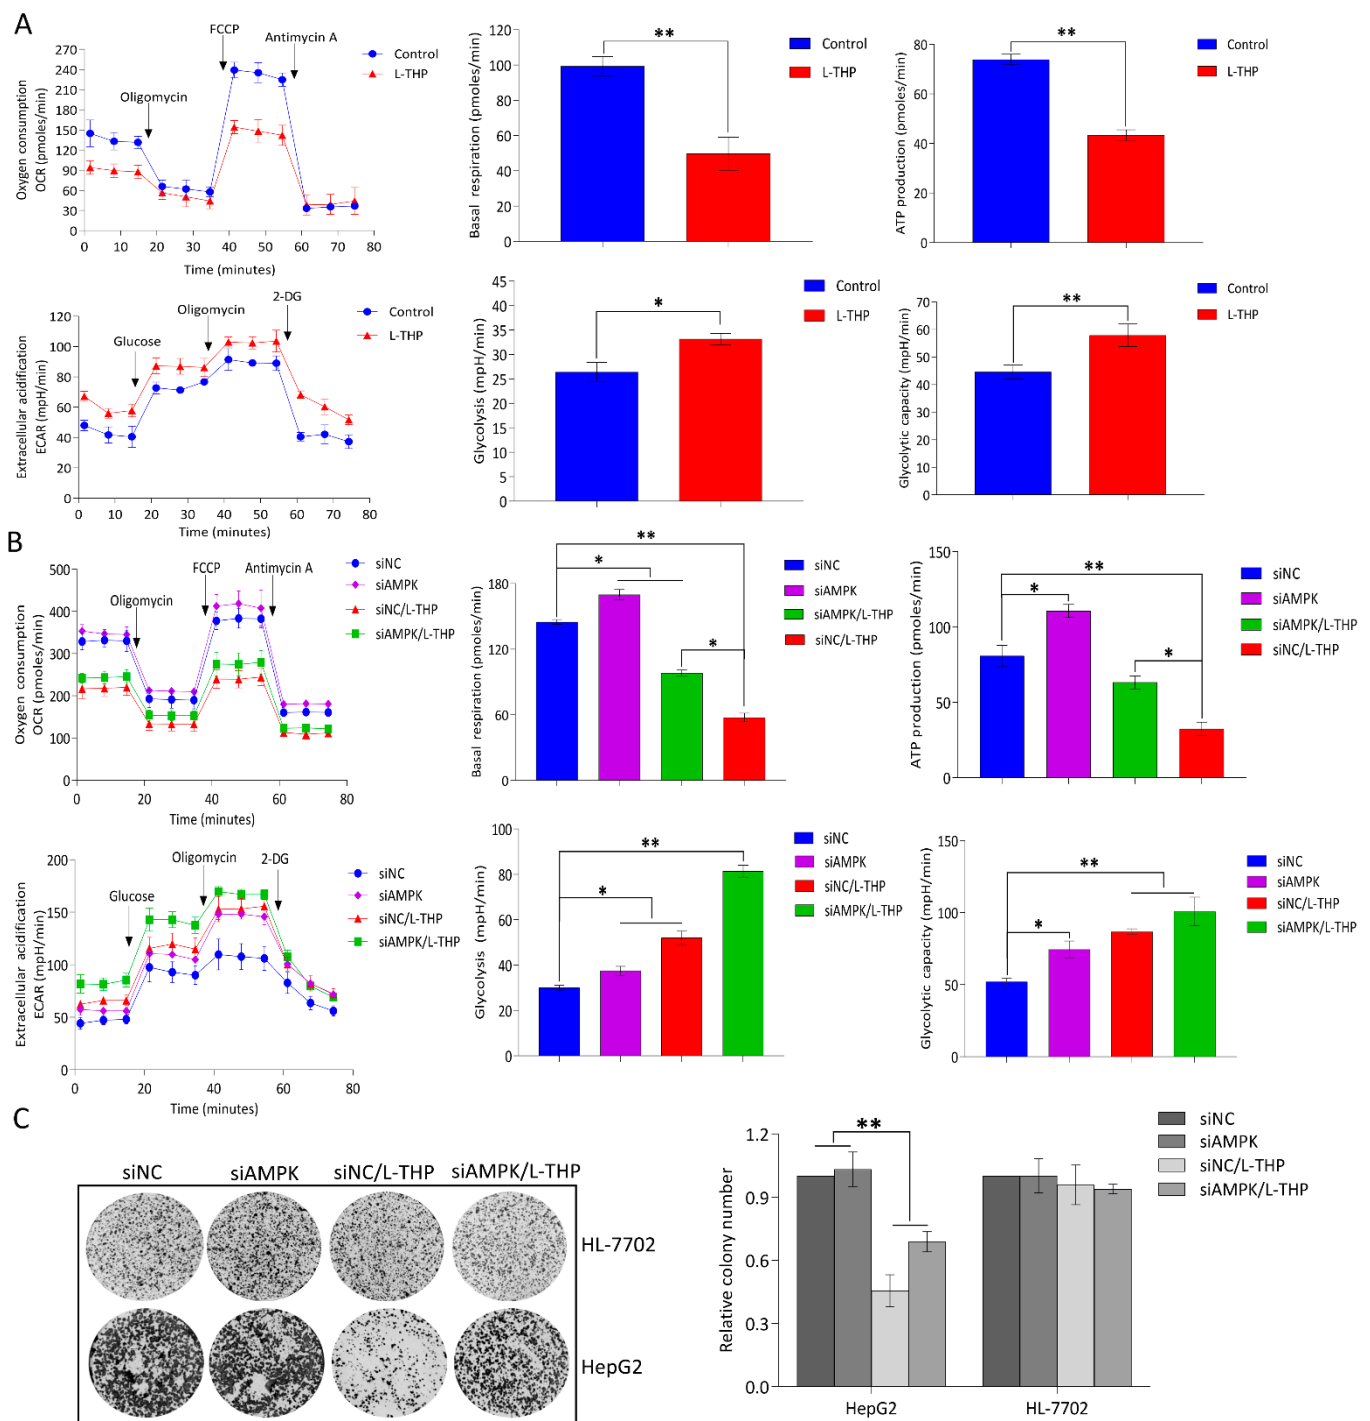 A
FCCP
Antimycin A
Oligomycin
Control
L-THP
Oxygen consumption
OCR (pmoles/min)
270
240
210
180
150
120
90
60
30
0
0 10 20 30 40 50 60 70 80
Time (minutes)
**
Control
L-THP
Basal respiration (pmoles/min)
120
100
80
60
40
20
0
**
Control
L-THP
ATP production (pmoles/min)
80
60
40
20
0
Glucose
Oligomycin
2-DG
Control
L-THP
Extracellular acidification
ECAR (mpH/min)
120
100
80
60
40
20
0
0 10 20 30 40 50 60 70 80
Time (minutes)
*
Control
L-THP
Glycolysis (mpH/min)
45
40
35
33
30
25
20
15
10
5
0
**
Control
L-THP
Glycolytic capacity (mpH/min)
70
60
50
40
30
20
10
0
B
Oligomycin
FCCP
Antimycin A
siNC
siAMPK
siNC/L-THP
siAMPK/L-THP
Oxygen consumption
OCR (pmoles/min)
500
400
300
200
100
0
0 20 40 60 80
Time (minutes)
**
*
*
siNC
siAMPK
siAMPK/L-THP
siNC/L-THP
Basal respiration (pmoles/min)
180
120
60
0
**
*
*
siNC
siAMPK
siAMPK/L-THP
siNC/L-THP
ATP production (pmoles/min)
150
100
50
0
Glucose
Oligomycin
2-DG
siNC
siAMPK
siNC/L-THP
siAMPK/L-THP
Extracellular acidification
ECAR (mpH/min)
200
150
100
50
0
0 20 40 60 80
Time (minutes)
**
*
siNC
siAMPK
siNC/L-THP
siAMPK/L-THP
Glycolysis (mpH/min)
100
80
60
40
20
0
**
*
siNC
siAMPK
siNC/L-THP
siAMPK/L-THP
Glycolytic capacity (mpH/min)
150
100
50
0
C
siNC siAMPK siNC/L-THP siAMPK/L-THP
HL-7702
HepG2
**
siNC
siAMPK
siNC/L-THP
siAMPK/L-THP
Relative colony number
1.2
0.9
0.6
0.3
0.0
HepG2 HL-7702